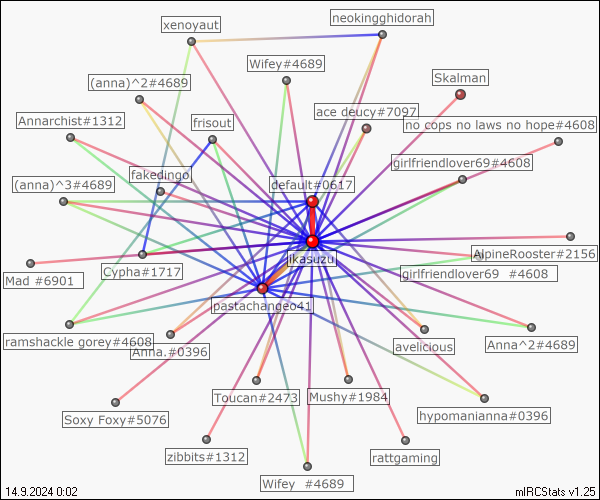 neokingghidorah
xenoyaut
Wifey#4689
Skalman
(anna)^2#4689
ace deucy#7097
Annarchist#1312
frisout
no cops no laws no hope#4608
girlfriendlover69#4608
fakedingo
(anna)^3#4689
default#0617
jikasuzu
AlpineRooster#2156
Mad #6901
Cypha#1717
girlfriendlover69 #4608
pastachangeo41
ramshackle gorey#4608
Anna.#0396
avelicious
Anna^2#4689
Toucan#2473
Mushy#1984
hypomanianna#0396
Soxy Foxy#5076
zibbits#1312
rattgaming
Wifey #4689
14.9.2024 0:02
mIRCStats v1.25